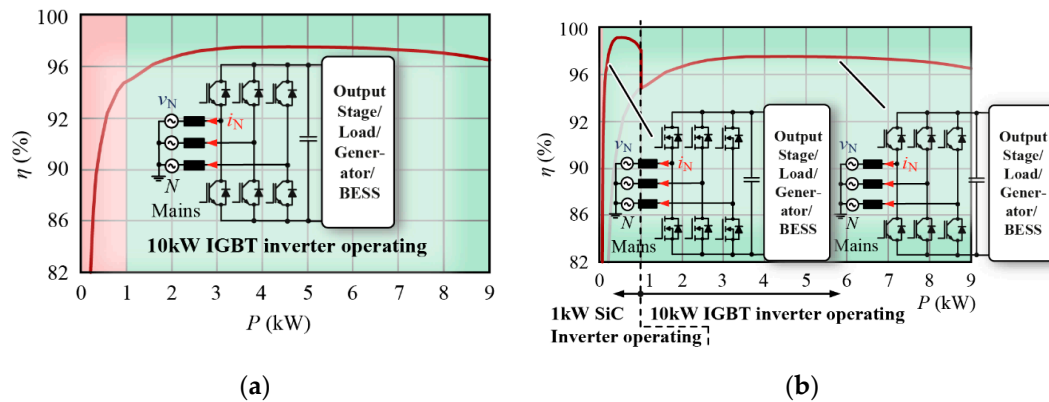 (a)
η (%)
100
98
96
92
90
86
82
0 1 2 3 4 5 6 7 8 9
P (kW)
vN
iN
N
Mains
Output
Stage/
Load/
Gener-
ator/
BESS
10kW IGBT inverter operating
(a)
(b)
η (%)
100
96
92
90
86
82
0 1 2 3 4 5 6 7 8 9
P (kW)
vN
iN
N
Mains
Output
Stage/
Load/
Gener-
ator/
BESS
vN
iN
N
Mains
Output
Stage/
Load/
Gener-
ator/
BESS
1kW SiC
Inverter operating
10kW IGBT inverter operating
(b)